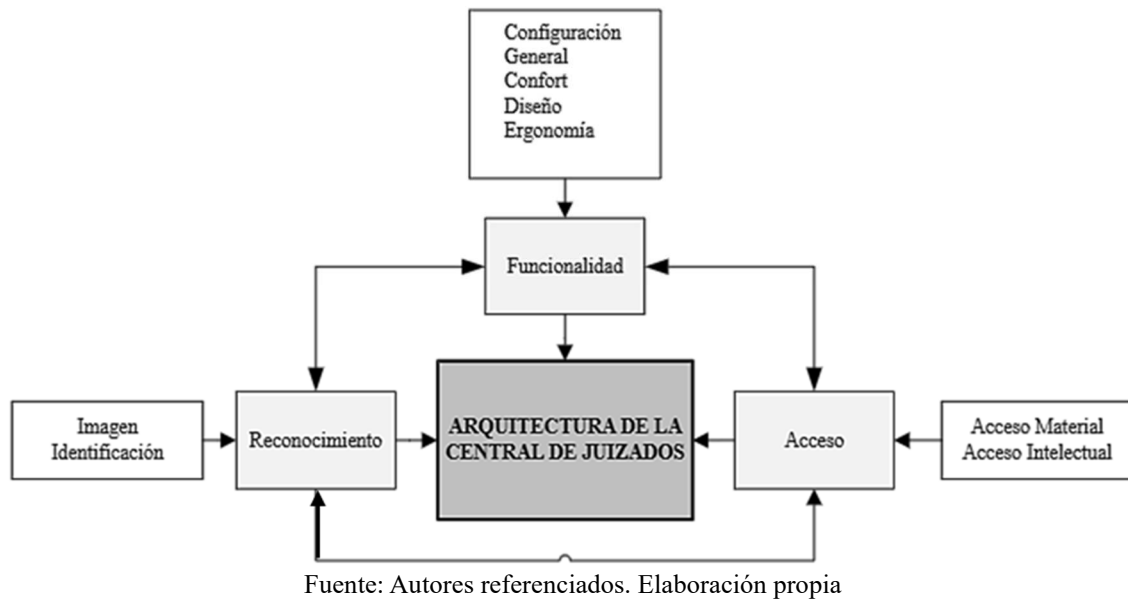 Configuración
General
Confort
Diseño
Ergonomía
Funcionalidad
Imagen
Identificación
Reconocimiento
ARQUITECTURA DE LA
CENTRAL DE JUIZADOS
Acceso
Acceso Material
Acceso Intelectual
Fuente: Autores referenciados. Elaboración propia